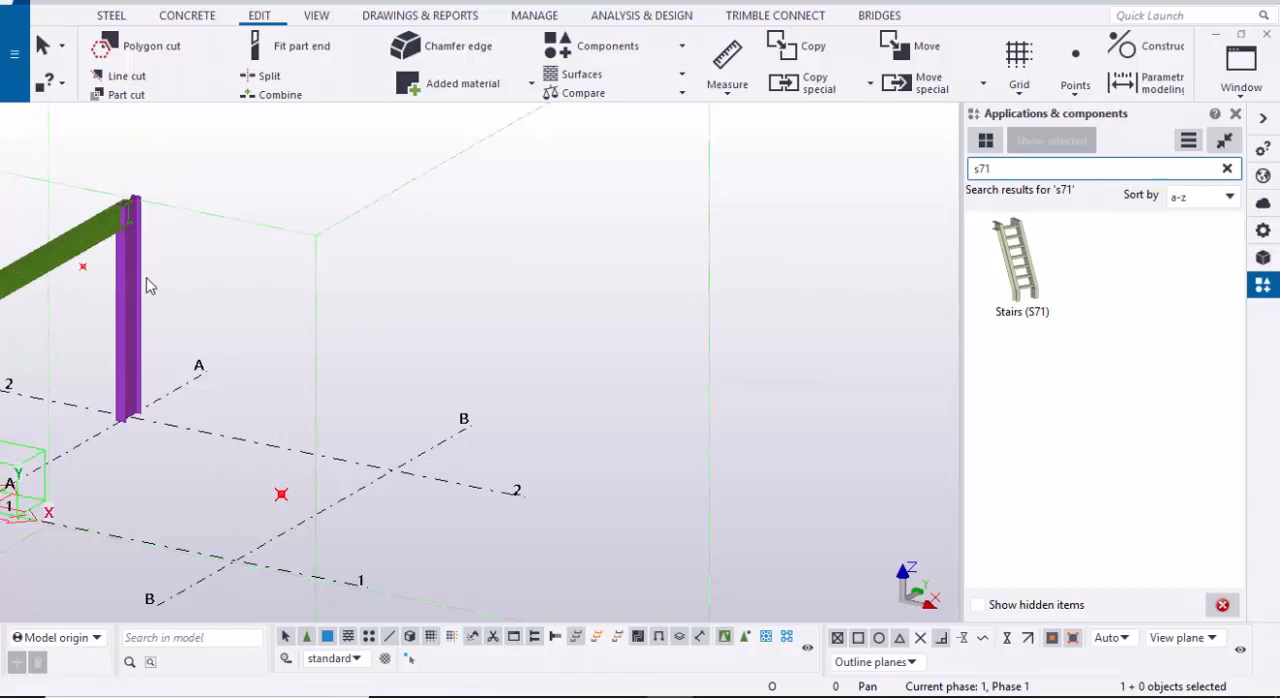 STEEL CONCRETE EDIT VIEW DRAWINGS & REPORTS MANAGE ANALYSIS & DESIGN TRIMBLE CONNECT BRIDGES Quick Launch
Polygon cut Fit part end Chamfer edge Components Copy Move Construc
Line cut Split Added material Surfaces Measure Copy special Move special Grid Points Parametr modeling Window
Part cut Combine Compare
Applications & components
Show selected
s71
Search results for 's71' Sort by a-z
Stairs (S71)
A
2
B
Y
A
1
X
2
1
B
Z
Y
X
Show hidden items
Model origin Search in model Auto View plane
standard Outline planes
O 0 Pan Current phase: 1, Phase 1 1 + 0 objects selected